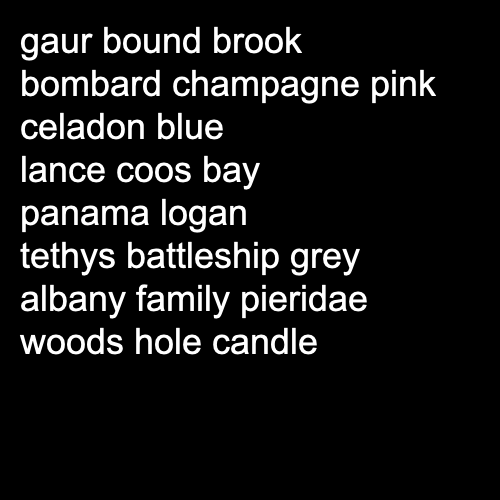 gaur bound brook
bombard champagne pink
celadon blue
lance coos bay
panama logan
tethys battleship grey
albany family pieridae
woods hole candle